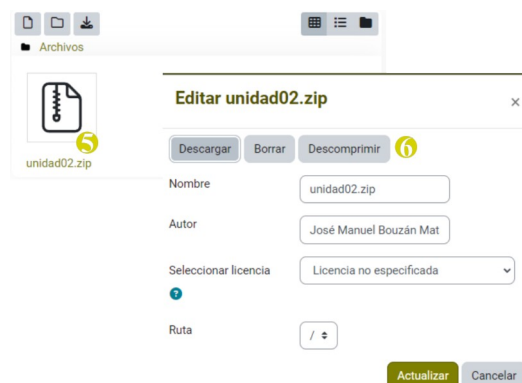 Archivos
5
unidad02.zip
Editar unidad02.zip
×
Descargar Borrar Descomprimir 6
Nombre unidad02.zip
Autor José Manuel Bouzán Mat
Seleccionar licencia Licencia no especificada
?
Ruta /
Actualizar Cancelar